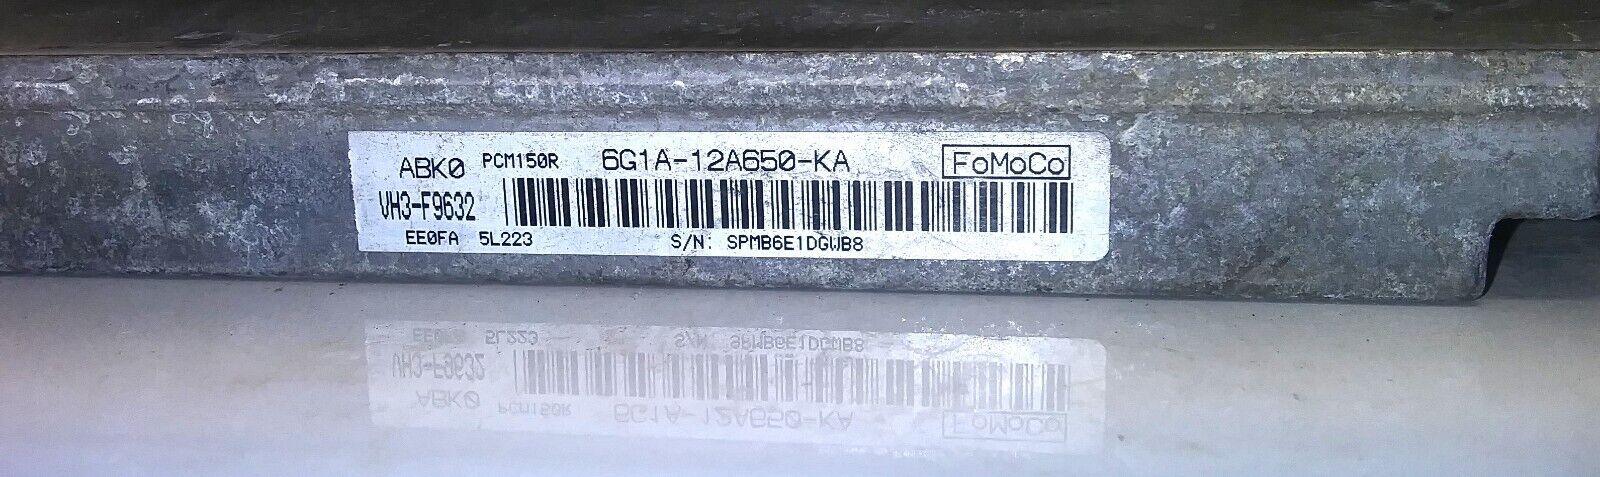 ABK0 PCM150R 6G1A-12A650-KA FoMoCo
VH3-F9632
EE0FA 5L223 S/N: SPMB6E1DGWB8